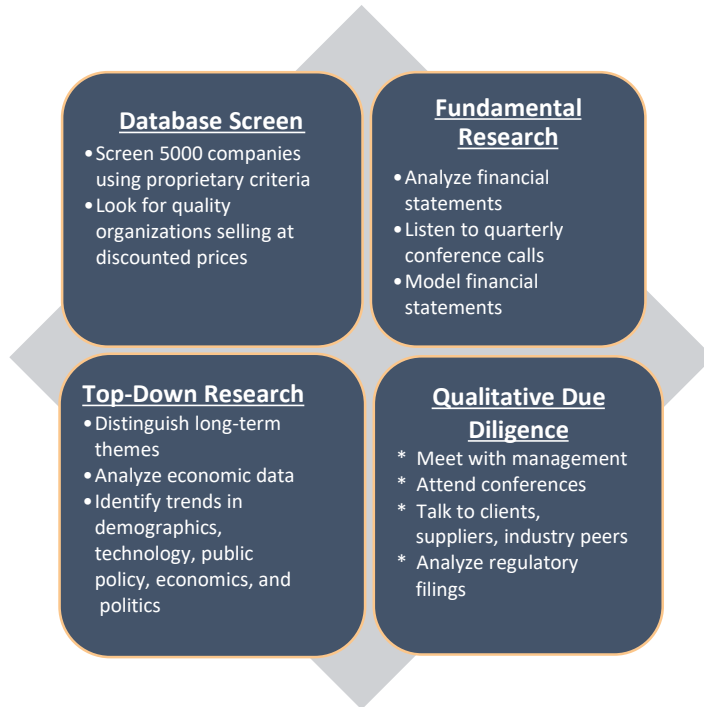 Database Screen
•Screen 5000 companies
using proprietary criteria
•Look for quality
organizations selling at
discounted prices
Fundamental
Research
•Analyze financial
statements
•Listen to quarterly
conference calls
•Model financial
statements
Top-Down Research
•Distinguish long-term
themes
•Analyze economic data
•Identify trends in
demographics,
technology, public
policy, economics, and
politics
Qualitative Due
Diligence
* Meet with management
* Attend conferences
* Talk to clients,
suppliers, industry peers
* Analyze regulatory
filings